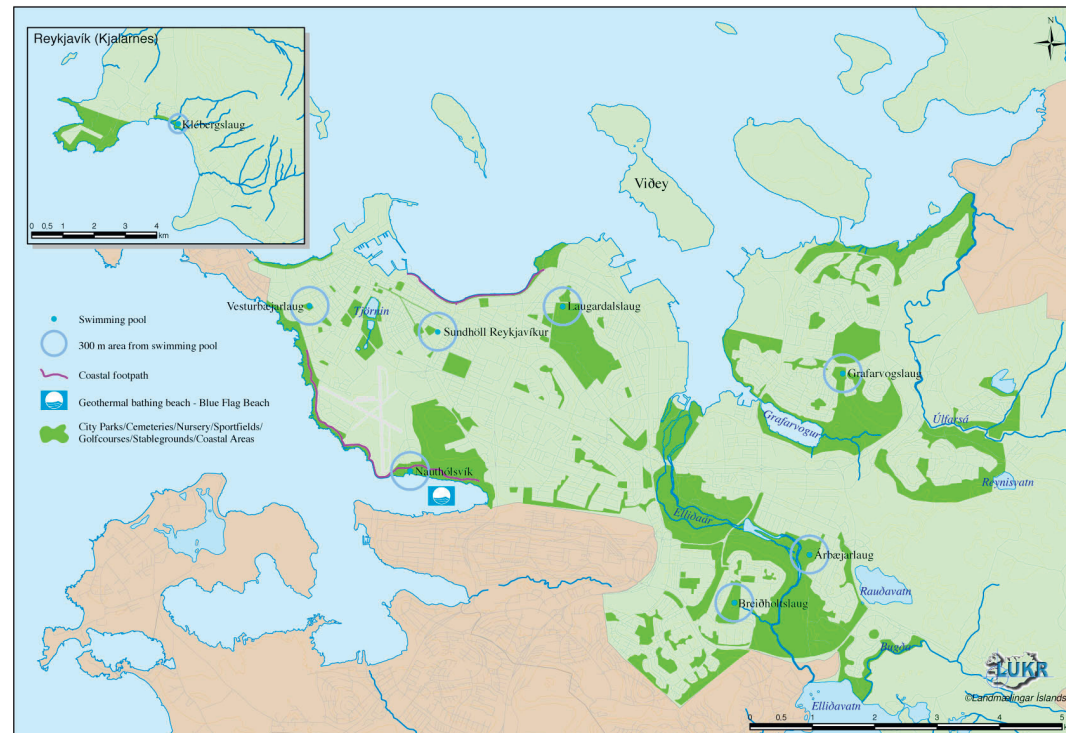 Reykjavík (Kjalarnes)
Klébergslaug
0 0.5 1 2 3 4
km
N
Viðey
Vesturbæjarlaug
Tjörnin
Sundhöll Reykjavíkur
Laugardalslaug
Grafarvogslaug
Grafarvogur
Úlfarsá
Reynisvatn
Nauthólsvík
Elliðaár
Árbæjarlaug
Rauðavatn
Breiðholtslaug
Bugða
Elliðavatn
Swimming pool
300 m area from swimming pool
Coastal footpath
Geothermal bathing beach - Blue Flag Beach
City Parks/Cemeteries/Nursery/Sportfields/
Golfcourses/Stablegrounds/Coastal Areas
LUKR
©Landmælingar Íslands
0 0.5 1 2 3 4 5